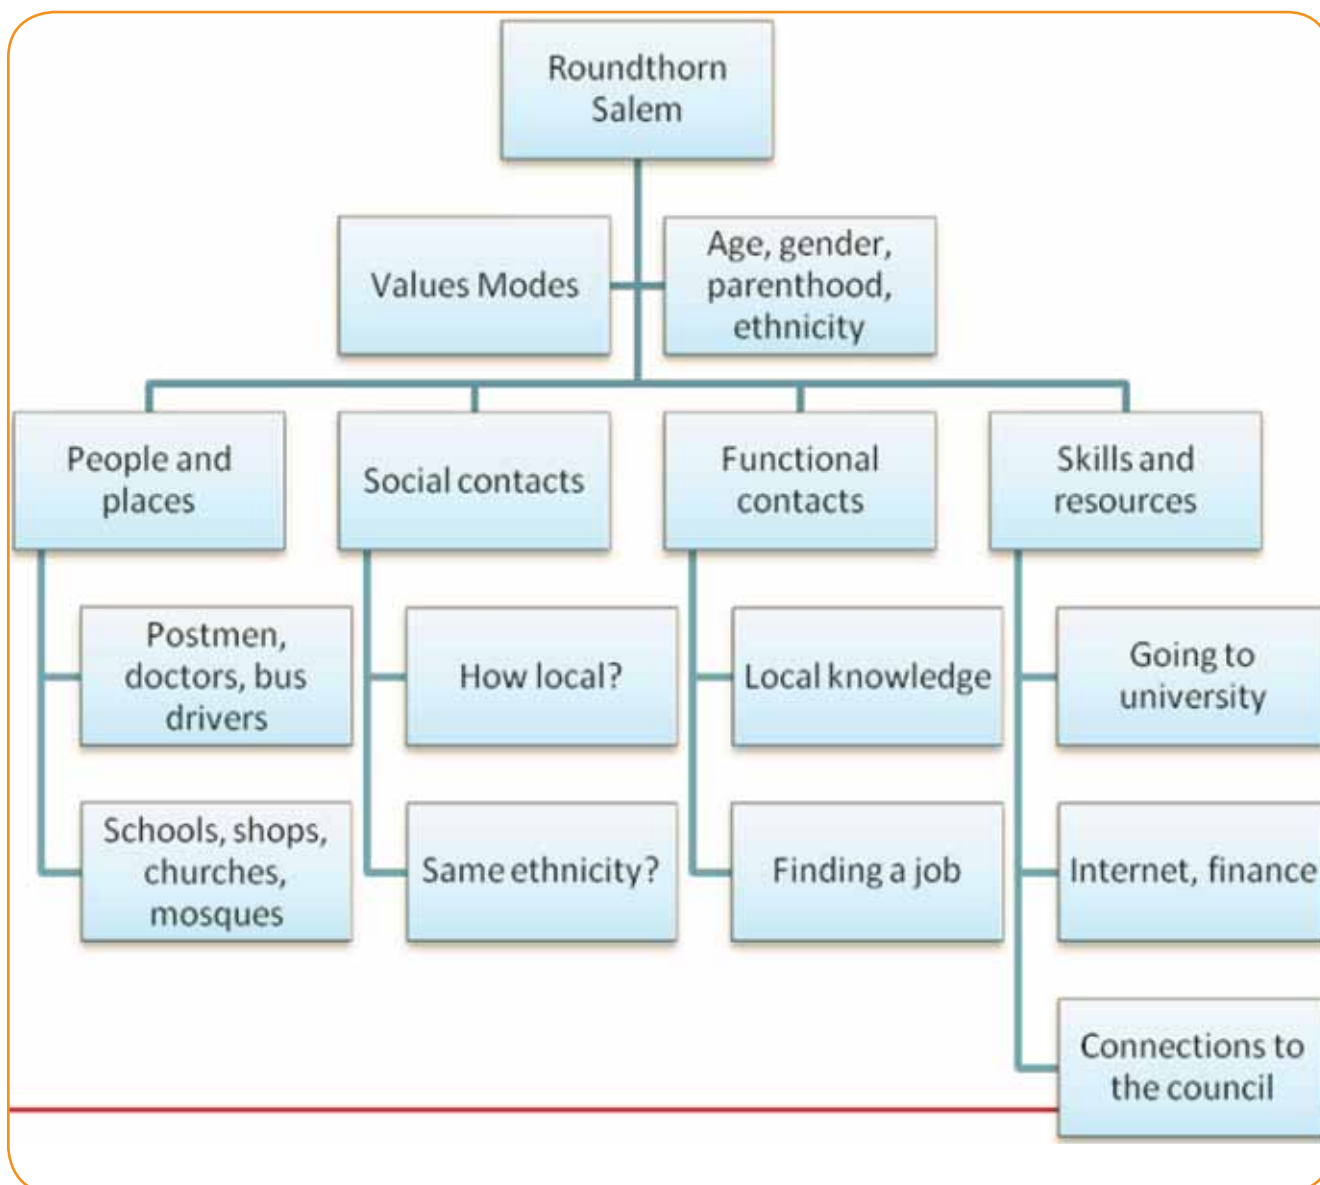 Roundthorn
Salem
Values Modes
Age, gender,
parenthood,
ethnicity
People and
places
Social contacts
Functional
contacts
Skills and
resources
Postmen,
doctors, bus
drivers
How local?
Local knowledge
Going to
university
Schools, shops,
churches,
mosques
Same ethnicity?
Finding a job
Internet, finance
Connections to
the council